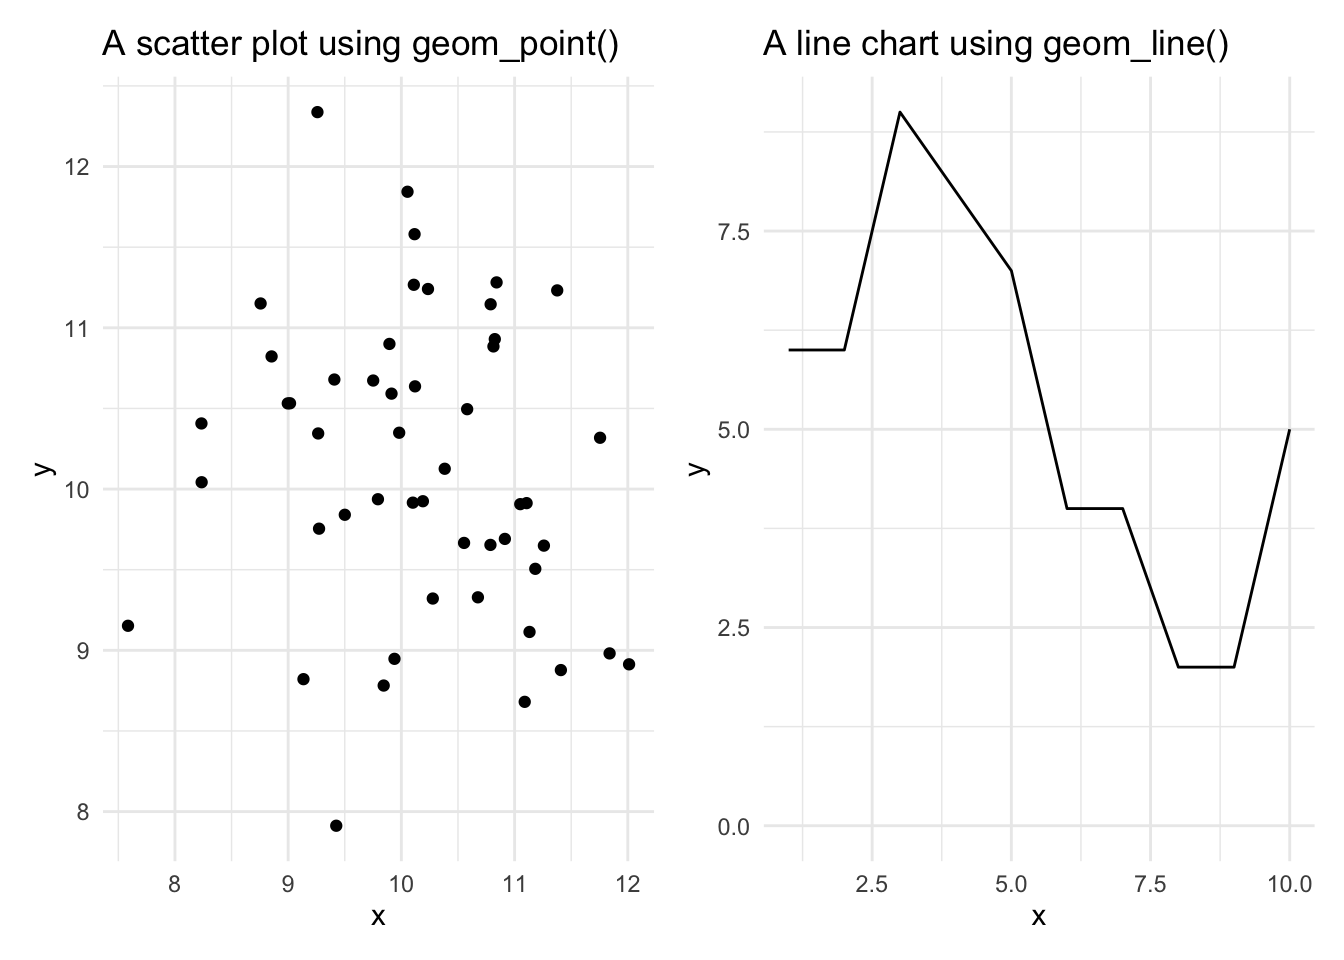 A scatter plot using geom_point()
12
11
10
9
8
y
8 9 10 11 12
x
A line chart using geom_line()
7.5
5.0
2.5
0.0
y
2.5 5.0 7.5 10.0
x